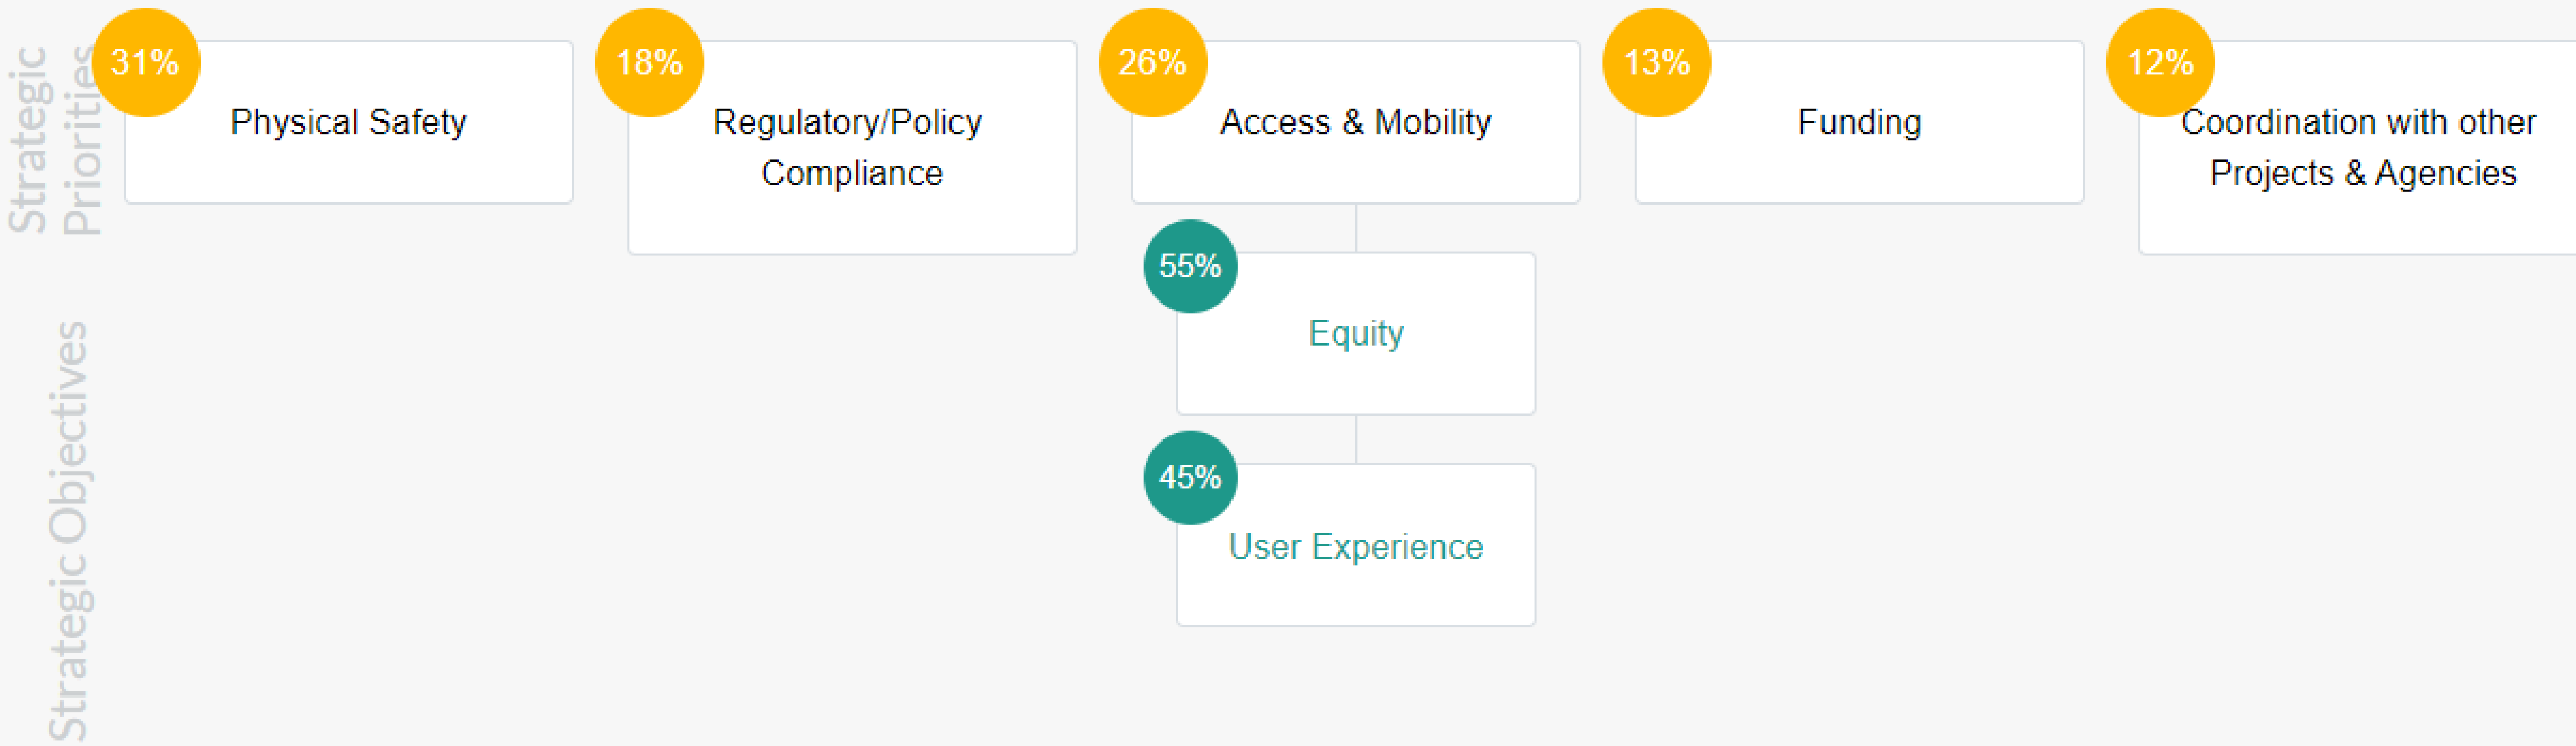 Strategic
Priorities
31%
Physical Safety
18%
Regulatory/Policy
Compliance
26%
Access & Mobility
13%
Funding
12%
Coordination with other
Projects & Agencies
Strategic Objectives
55%
Equity
45%
User Experience